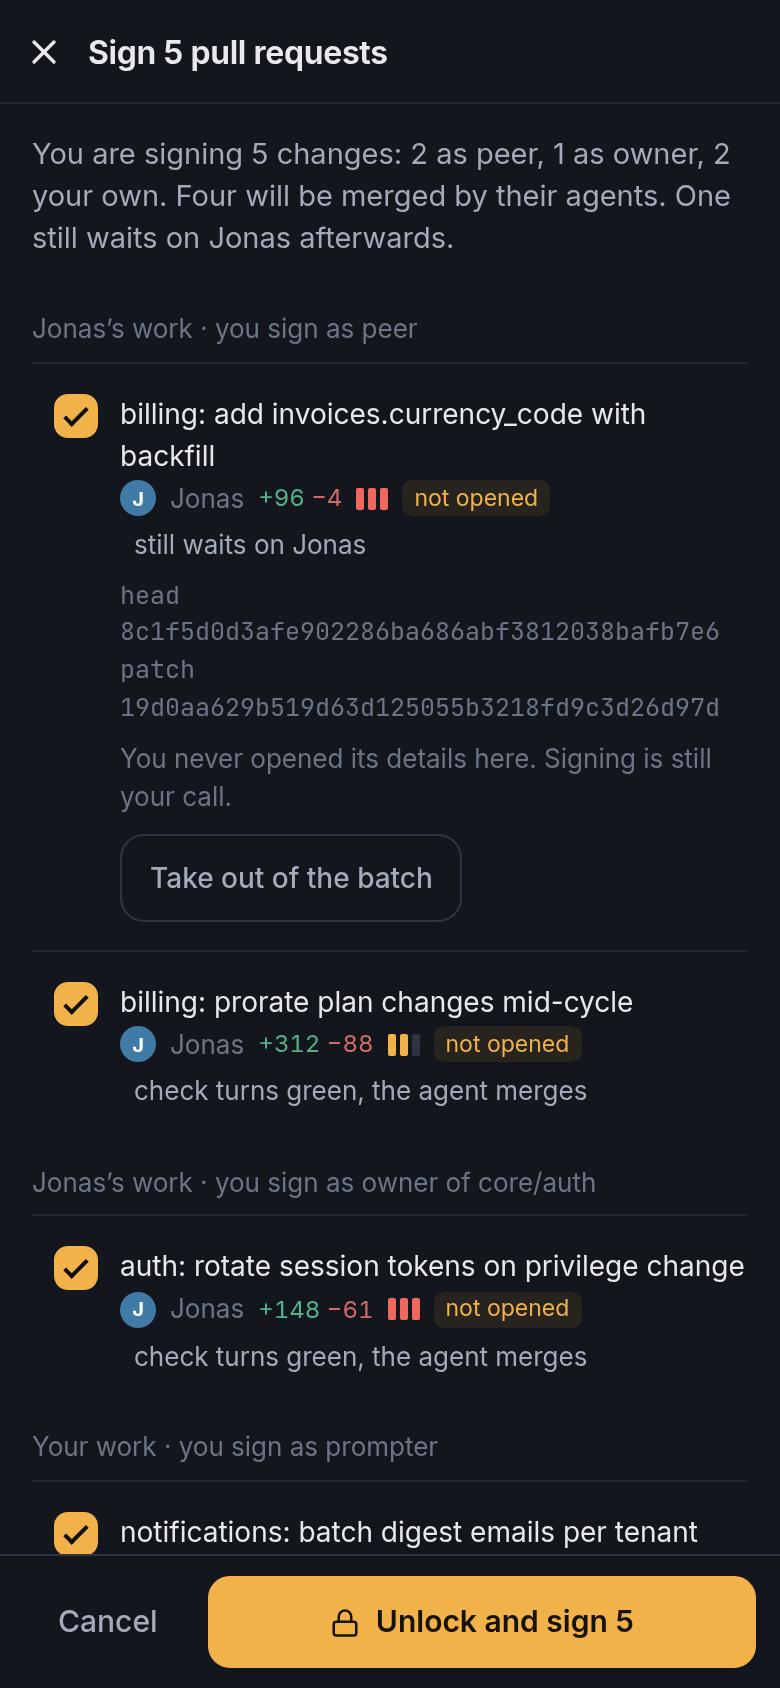 Sign 5 pull requests
You are signing 5 changes: 2 as peer, 1 as owner, 2
your own. Four will be merged by their agents. One
still waits on Jonas afterwards.
Jonas’s work · you sign as peer
billing: add invoices.currency_code with
backfill
J Jonas +96 −4 not opened
still waits on Jonas
head
8c1f5d0d3afe902286ba686abf3812038bafb7e6
patch
19d0aa629b519d63d125055b3218fd9c3d26d97d
You never opened its details here. Signing is still
your call.
Take out of the batch
billing: prorate plan changes mid-cycle
J Jonas +312 −88 not opened
check turns green, the agent merges
Jonas’s work · you sign as owner of core/auth
auth: rotate session tokens on privilege change
J Jonas +148 −61 not opened
check turns green, the agent merges
Your work · you sign as prompter
notifications: batch digest emails per tenant
Cancel Unlock and sign 5